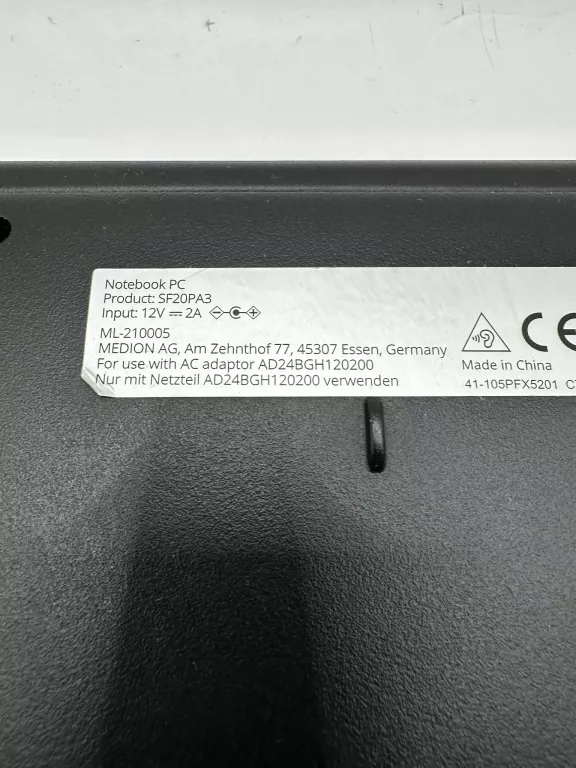 Notebook PC
Product: SF20PA3
Input: 12V ⎓ 2A
ML-210005
MEDION AG, Am Zehnthof 77, 45307 Essen, Germany
For use with AC adaptor AD24BGH120200
Nur mit Netzteil AD24BGH120200 verwenden
CE
Made in China
41-105PFX5201 C